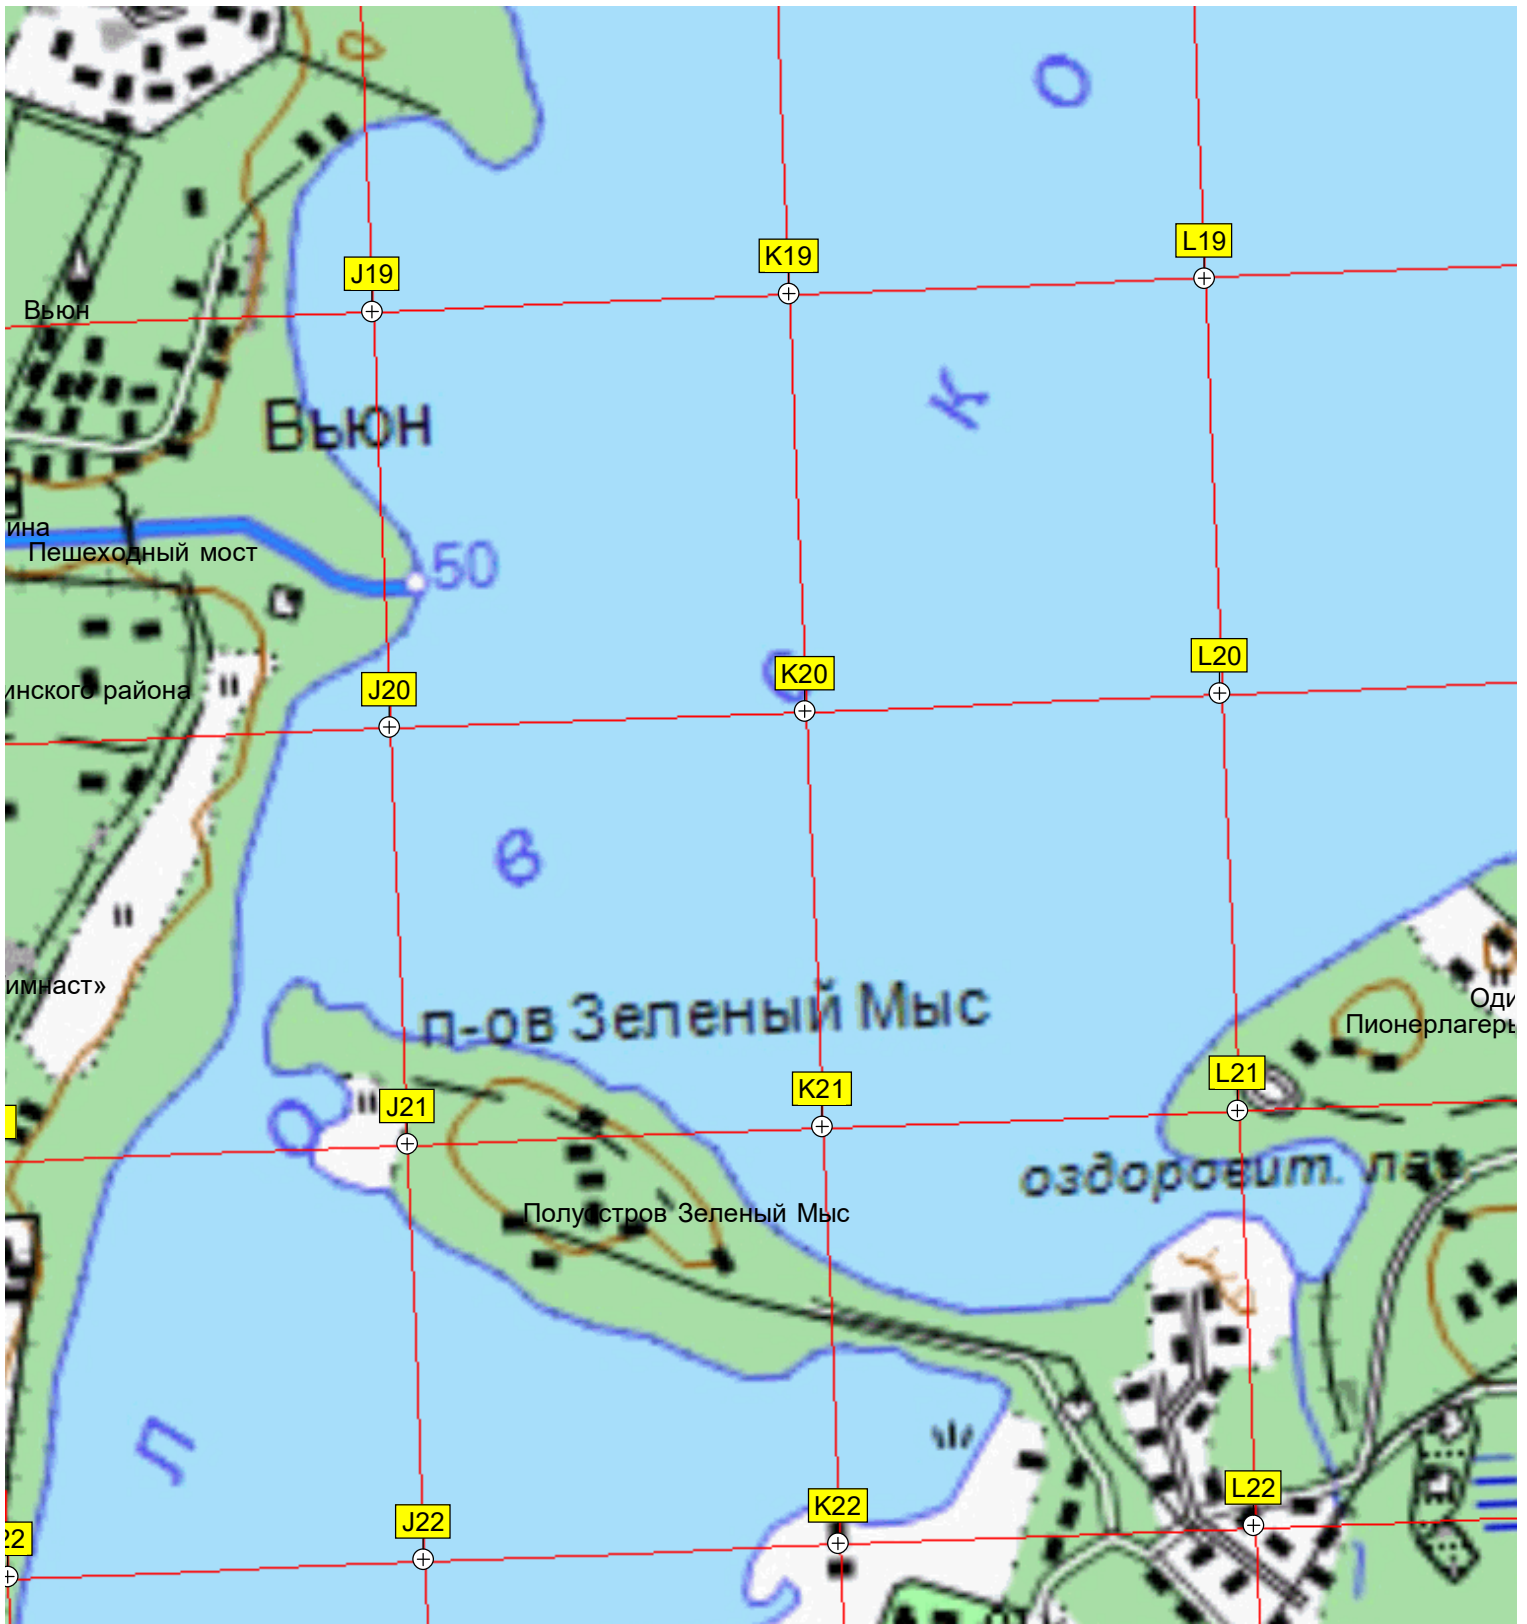 О
L19
K19
J19
Вьюн
К
Вьюн
ина
Пешеходный мост
50
L20
K20
С
J20
инского района
В
имнаст»
Оди
п-ов Зеленый Мыс
Пионерлагерь
L21
K21
J21
О
оздоровит. лаг
Полуостров Зеленый Мыс
Л
L22
K22
J22
22